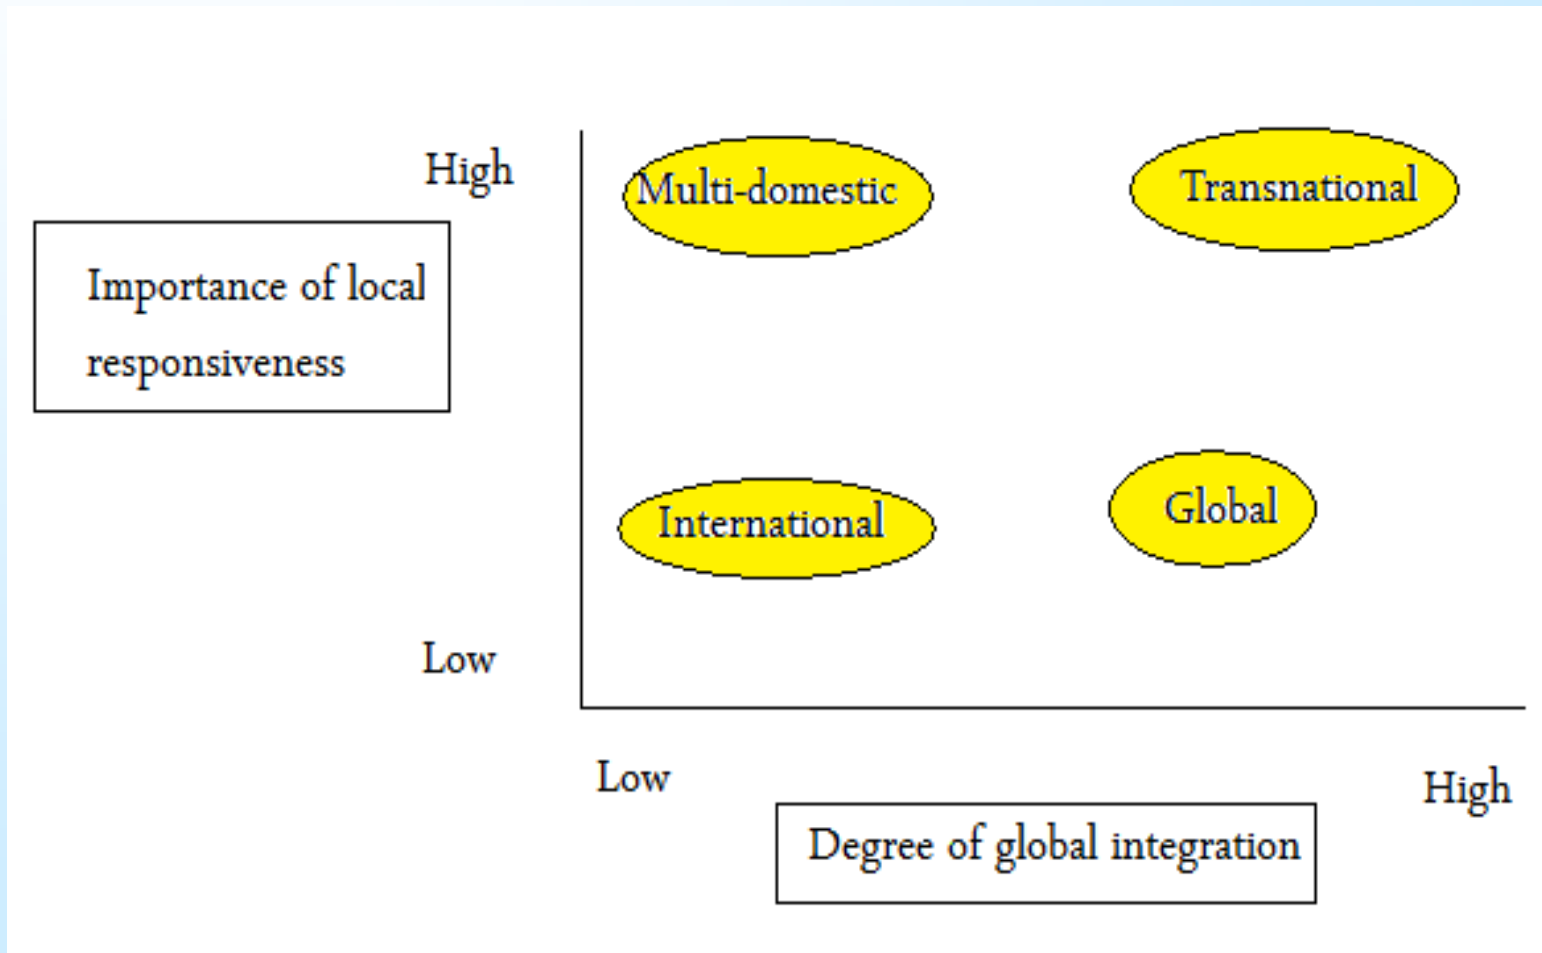 High
Multi-domestic
Transnational
Importance of local
responsiveness
International
Global
Low
Low
High
Degree of global integration